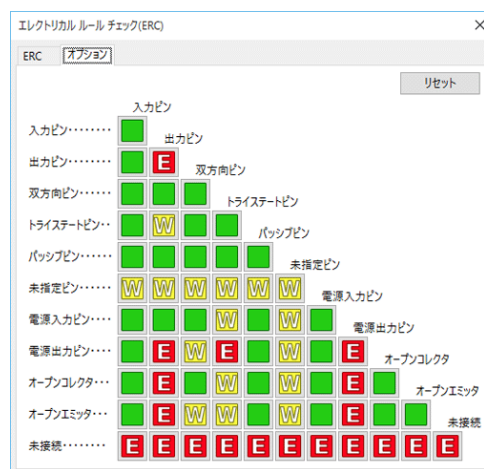 エレクトリカル ルール チェック(ERC)
ERC オプション
リセット
入力ピン
入力ピン········
出力ピン
出力ピン········ E
双方向ピン
双方向ピン······
トライステートピン
トライステートピン·· W
パッシブピン
パッシブピン······
未指定ピン
未指定ピン······ W W W W W W
電源入力ピン
電源入力ピン···· W W
電源出力ピン
電源出力ピン···· E W E W E
オープンコレクタ
オープンコレクタ··· E W W E
オープンエミッタ
オープンエミッタ··· E W W W E
未接続
未接続········ E E E E E E E E E E E